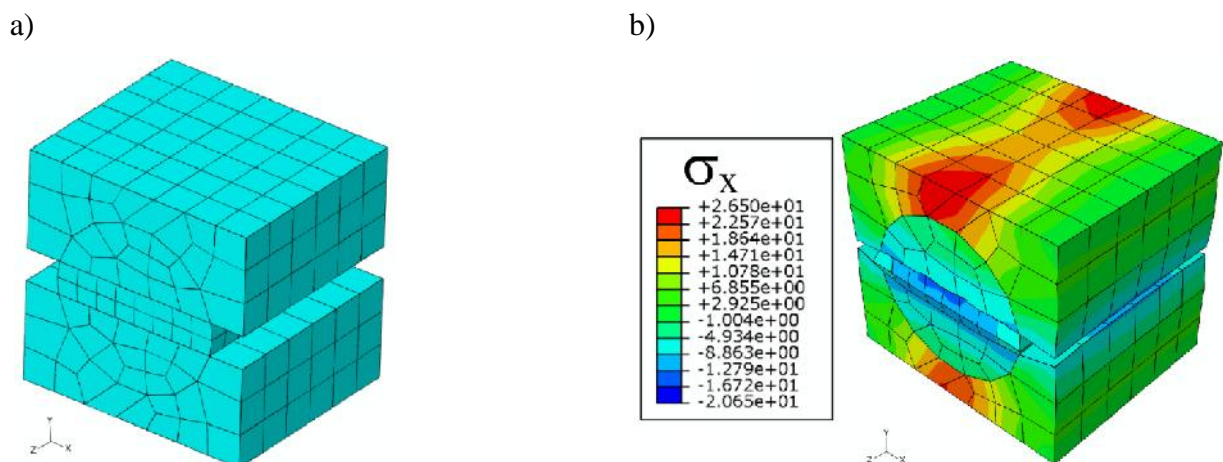 a)
b)
σx
+2.650e+01
+2.257e+01
+1.864e+01
+1.471e+01
+1.078e+01
+6.855e+00
+2.925e+00
-1.004e+00
-4.934e+00
-8.863e+00
-1.279e+01
-1.672e+01
-2.065e+01
Y
Z X
Y
Z X